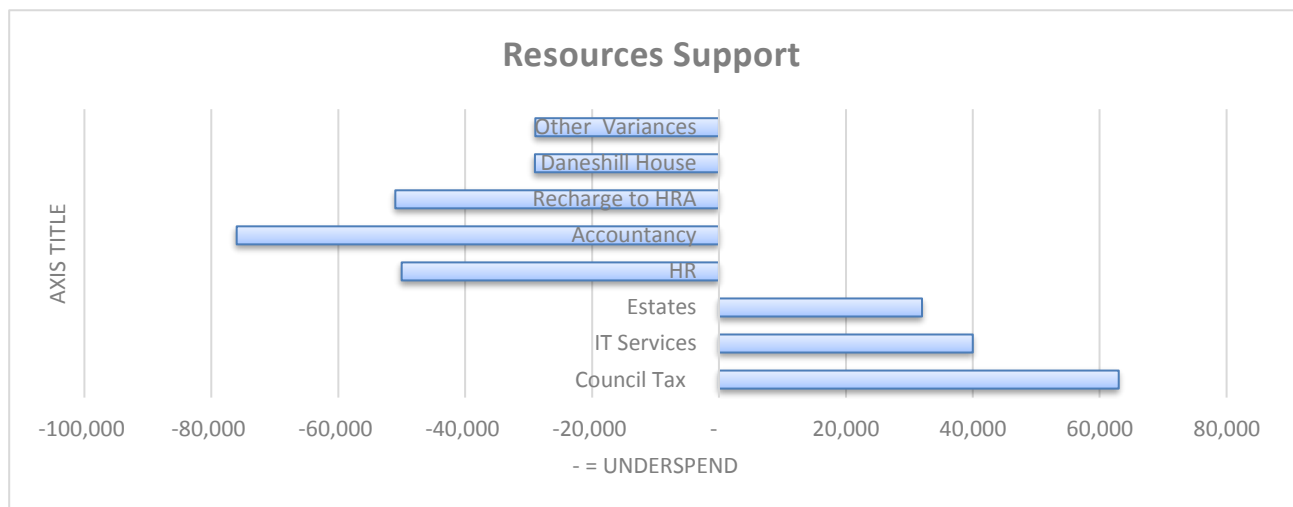 Resources Support
Other  Variances
Daneshill House
Recharge to HRA
Accountancy
HR
Estates
IT Services
Council Tax
AXIS TITLE
-100,000 -80,000 -60,000 -40,000 -20,000 - 20,000 40,000 60,000 80,000
- = UNDERSPEND